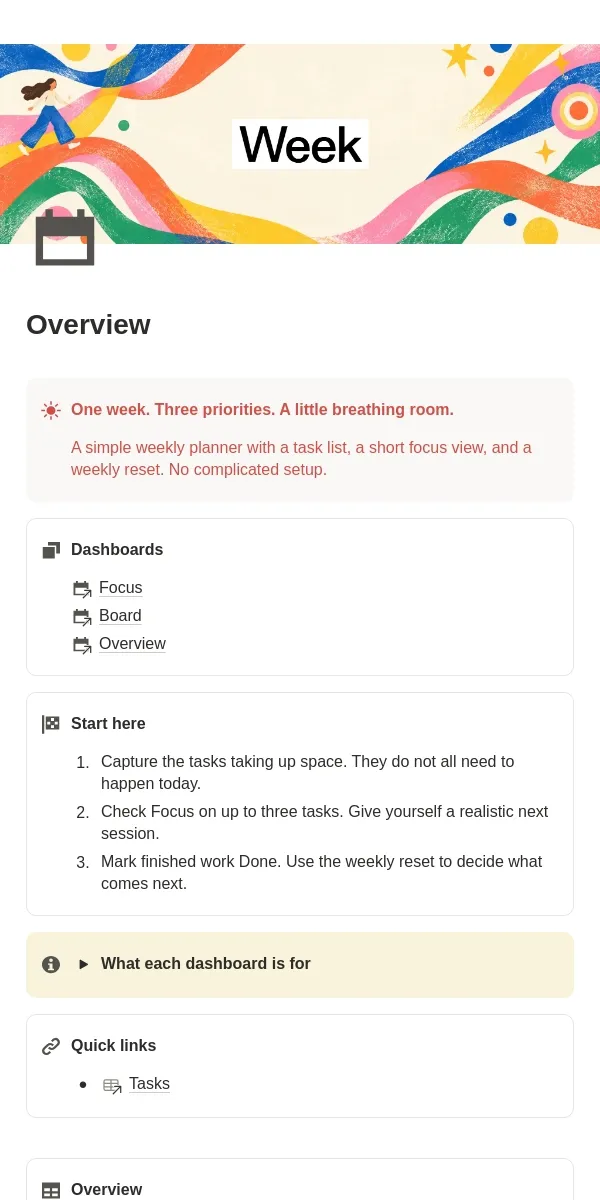 Week
Overview
One week. Three priorities. A little breathing room.
A simple weekly planner with a task list, a short focus view, and a
weekly reset. No complicated setup.
Dashboards
Focus
Board
Overview
Start here
1. Capture the tasks taking up space. They do not all need to
happen today.
2. Check Focus on up to three tasks. Give yourself a realistic next
session.
3. Mark finished work Done. Use the weekly reset to decide what
comes next.
What each dashboard is for
Quick links
Tasks
Overview